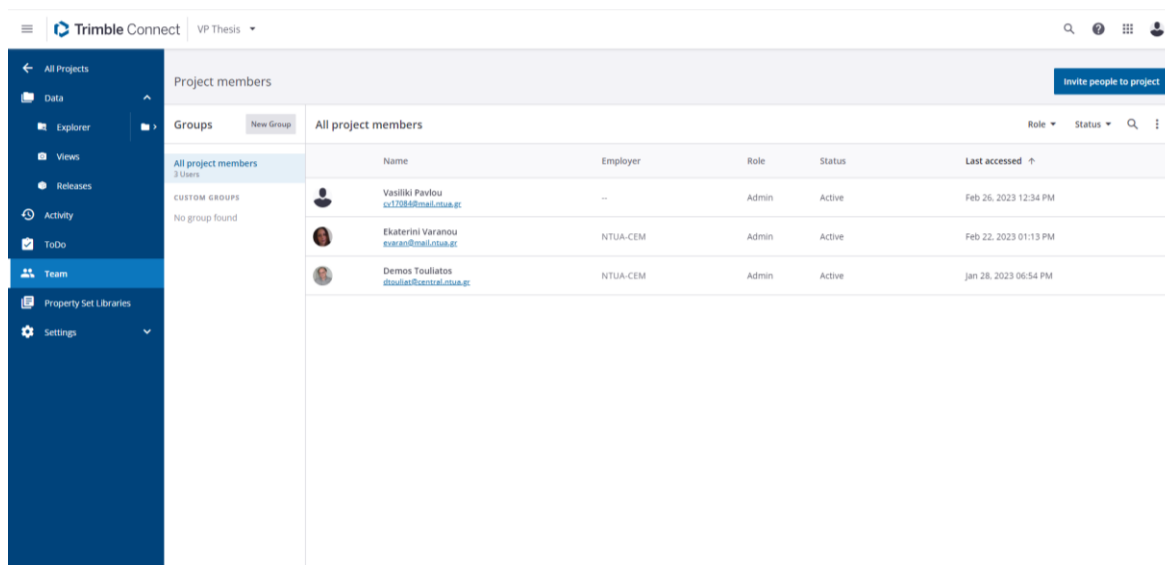 Trimble Connect VP Thesis
All Projects
Data
Explorer
Views
Releases
Activity
ToDo
Team
Property Set Libraries
Settings
Project members
Invite people to project
Groups New Group
All project members
3 Users
CUSTOM GROUPS
No group found
All project members Role Status
Name Employer Role Status Last accessed
Vasiliki Pavlou -- Admin Active Feb 26, 2023 12:34 PM
cv17084@mail.ntua.gr
Ekaterini Varanou NTUA-CEM Admin Active Feb 22, 2023 01:13 PM
evaran@mail.ntua.gr
Demos Touliatos NTUA-CEM Admin Active Jan 28, 2023 06:54 PM
dtouliat@central.ntua.gr